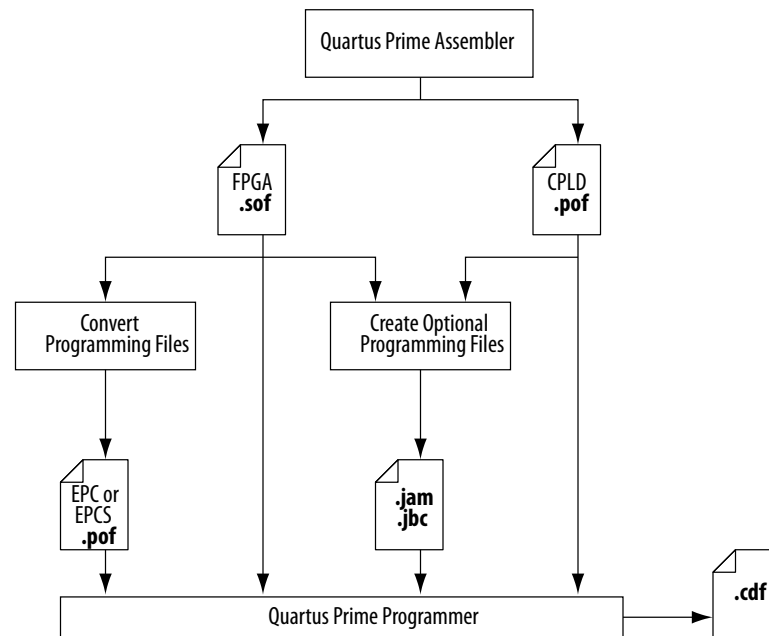 Quartus Prime Assembler
FPGA
.sof
CPLD
.pof
Convert
Programming Files
Create Optional
Programming Files
EPC or
EPCS
.pof
.jam
.jbc
Quartus Prime Programmer
.cdf